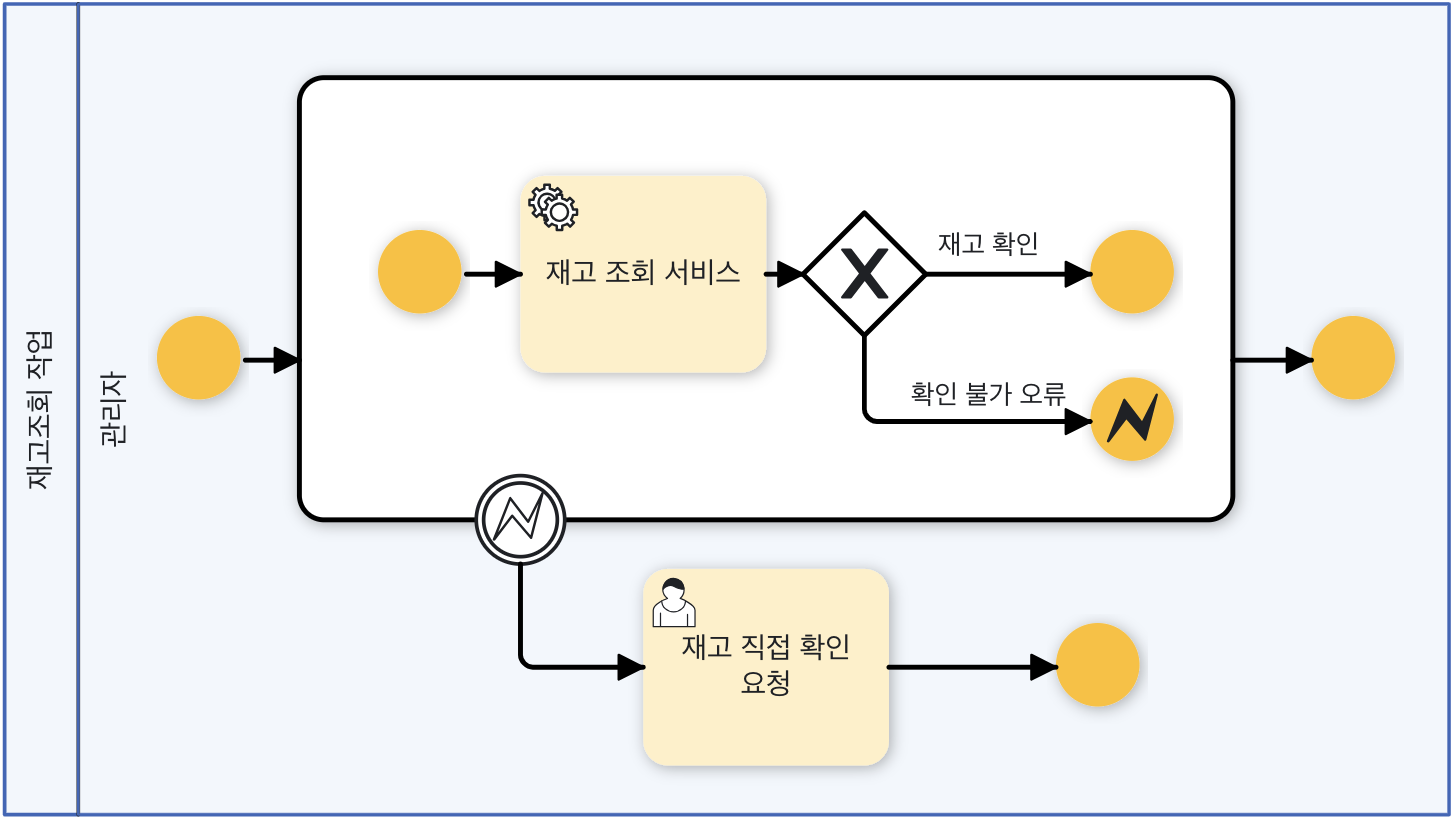 재고조회 작업
관리자
재고 조회 서비스
재고 확인
확인 불가 오류
재고 직접 확인
요청